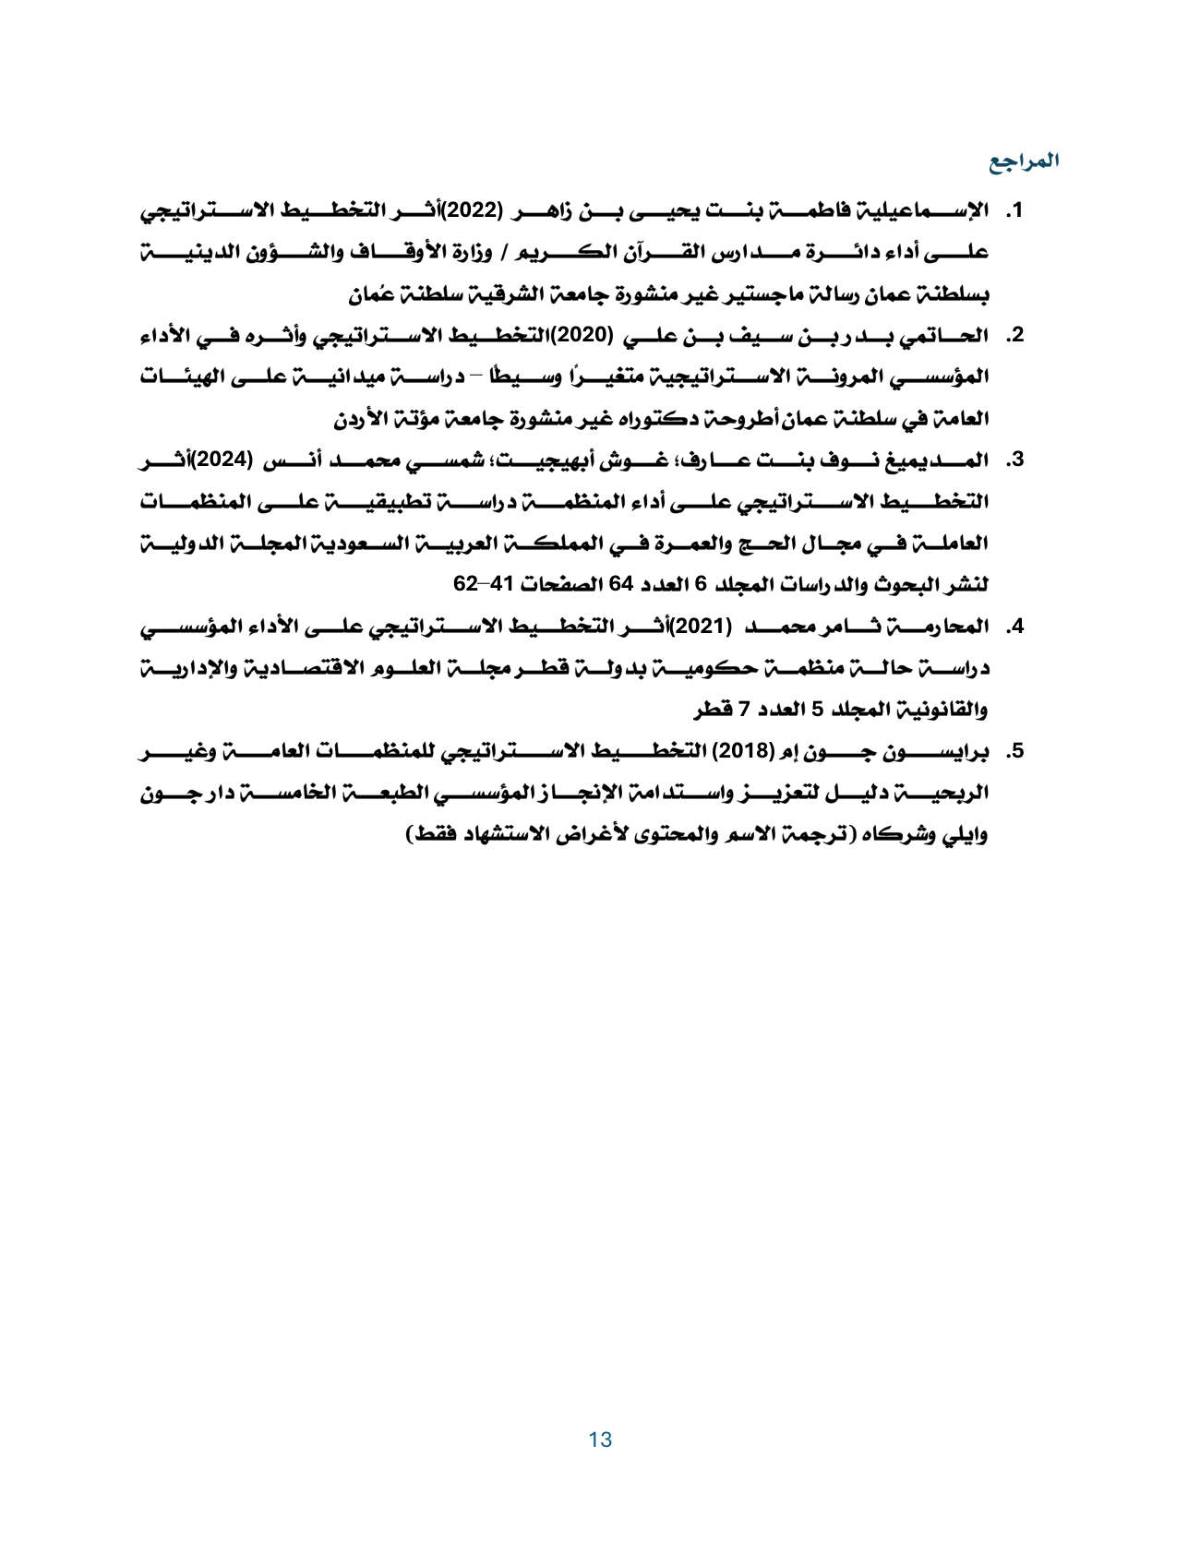 المراجع
1. الإسماعيلية فاطمة بنت يحيى بن زاهر (2022)أثر التخطيط الاستراتيجي
على أداء دائرة مدارس القرآن الكريم / وزارة الأوقاف والشؤون الدينية
بسلطنة عمان رسالة ماجستير غير منشورة جامعة الشرقية سلطنة عُمان
2. الحاتمي بدر بن سيف بن علي (2020)التخطيط الاستراتيجي وأثره في الأداء
المؤسسي المرونة الاستراتيجية متغيرًا وسيطًا – دراسة ميدانية على الهيئات
العامة في سلطنة عمان أطروحة دكتوراه غير منشورة جامعة مؤتة الأردن
3. المديميغ نوف بنت عارف؛ غوش أبهيجيت؛ شمسي محمد أنس (2024)أثر
التخطيط الاستراتيجي على أداء المنظمة دراسة تطبيقية على المنظمات
العاملة في مجال الحج والعمرة في المملكة العربية السعودية المجلة الدولية
لنشر البحوث والدراسات المجلد 6 العدد 64 الصفحات 41–62
4. المحارمة ثامر محمد (2021)أثر التخطيط الاستراتيجي على الأداء المؤسسي
دراسة حالة منظمة حكومية بدولة قطر مجلة العلوم الاقتصادية والإدارية
والقانونية المجلد 5 العدد 7 قطر
5. برايسون جون إم (2018) التخطيط الاستراتيجي للمنظمات العامة وغير
الربحية دليل لتعزيز واستدامة الإنجاز المؤسسي الطبعة الخامسة دار جون
وايلي وشركاه (ترجمة الاسم والمحتوى لأغراض الاستشهاد فقط)
13